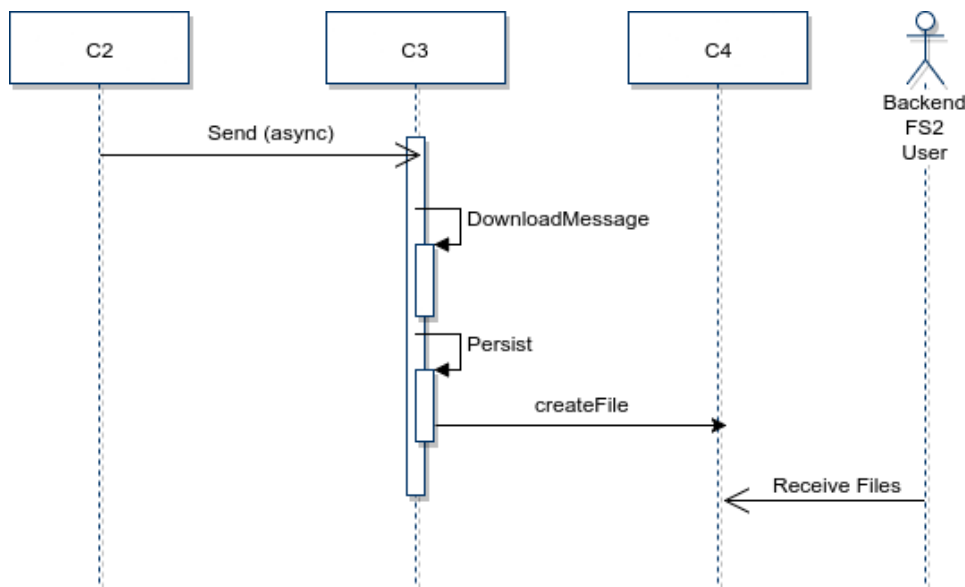 C2
C3
C4
Backend
FS2
User
Send (async)
DownloadMessage
Persist
createFile
Receive Files